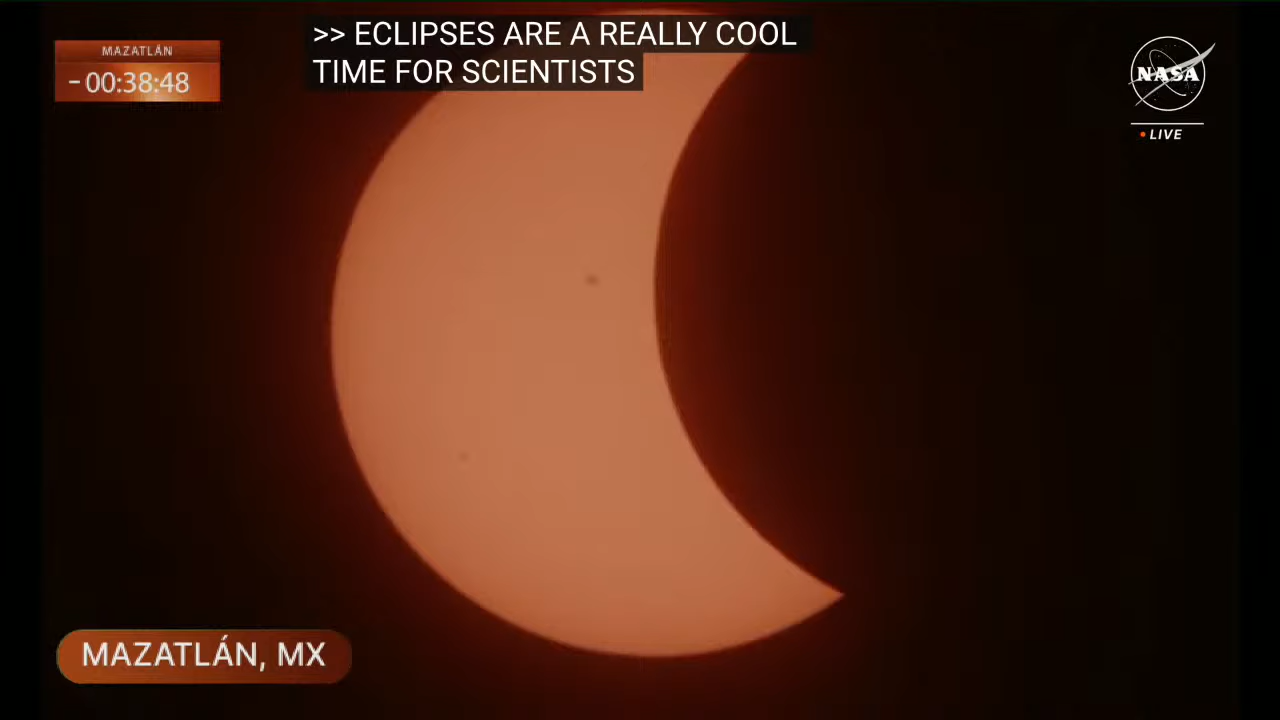 MAZATLÁN
-00:38:48
>> ECLIPSES ARE A REALLY COOL
TIME FOR SCIENTISTS
NASA
LIVE
MAZATLÁN, MX